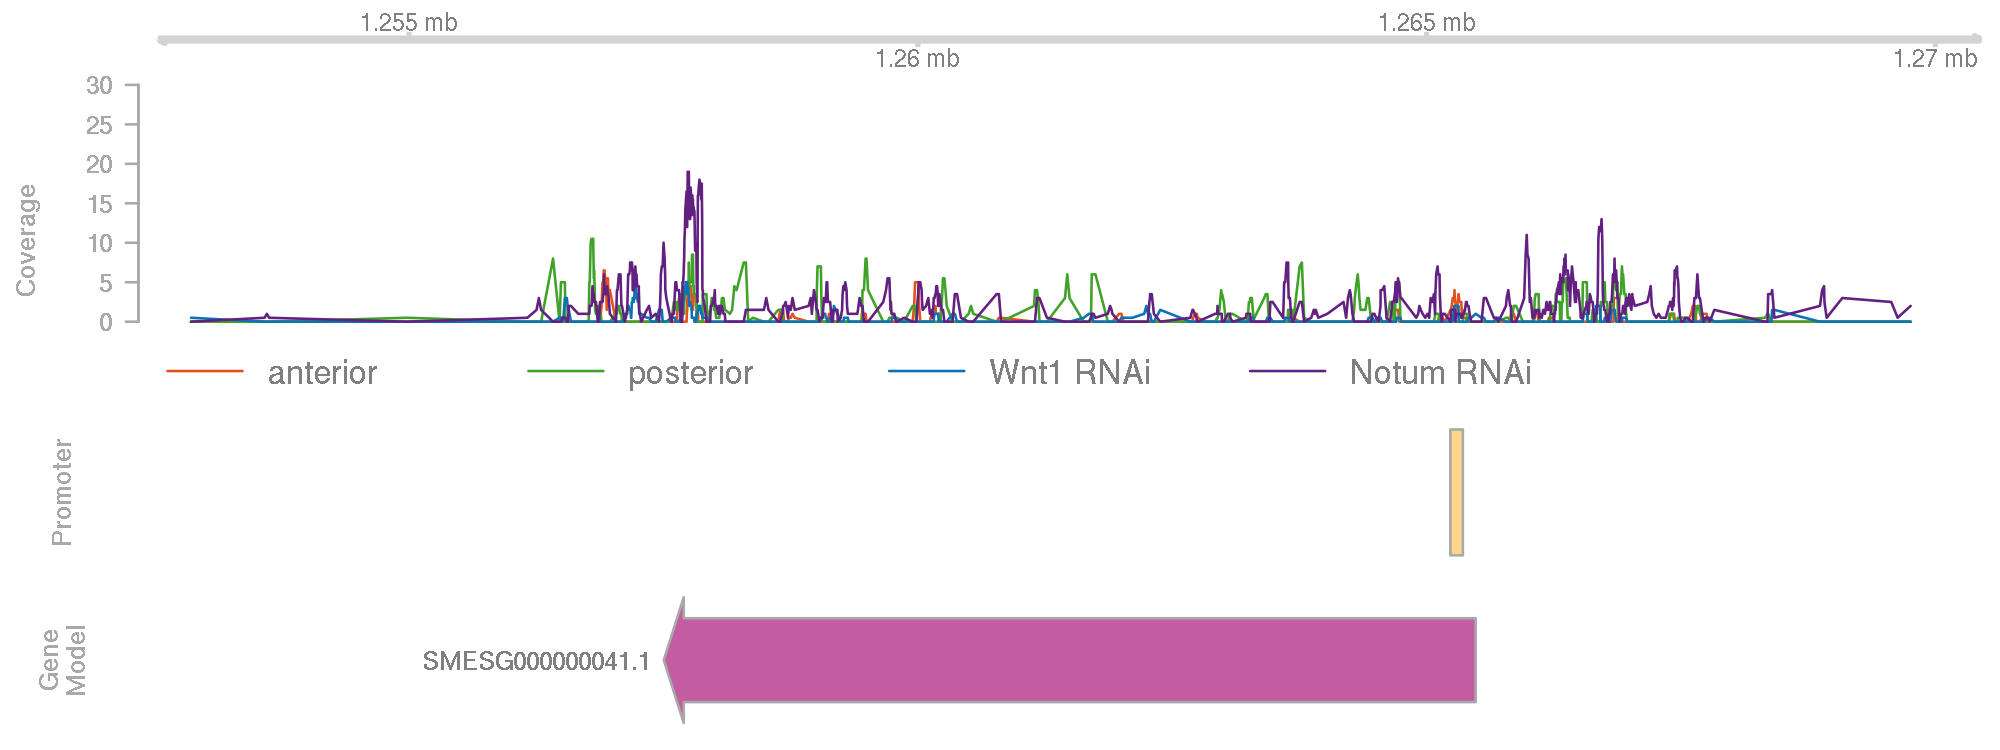 1.255 mb
1.265 mb
1.26 mb
1.27 mb
30
25
20
15
10
5
0
Coverage
anterior
posterior
Wnt1 RNAi
Notum RNAi
Promoter
Gene
Model
SMESG000000041.1